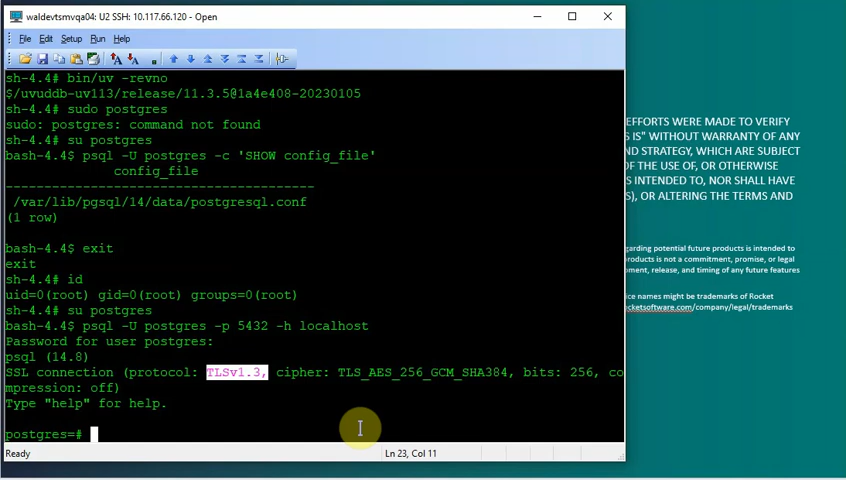 waldevtsmvqa04: U2 SSH: 10.117.66.120 - Open
File Edit Setup Run Help
sh-4.4# bin/uv -revno
$/uvuddb-uv113/release/11.3.5@1a4e408-20230105
sh-4.4# sudo postgres
sudo: postgres: command not found
sh-4.4# su postgres
bash-4.4$ psql -U postgres -c 'SHOW config_file'
config_file
---------------------------------------
/var/lib/pgsql/14/data/postgresql.conf
(1 row)
bash-4.4$ exit
exit
sh-4.4# id
uid=0(root) gid=0(root) groups=0(root)
sh-4.4# su postgres
bash-4.4$ psql -U postgres -p 5432 -h localhost
Password for user postgres:
psql (14.8)
SSL connection (protocol: TLSv1.3, cipher: TLS_AES_256_GCM_SHA384, bits: 256, co
mpression: off)
Type "help" for help.
postgres=#
Ready Ln 23, Col 11
EFFORTS WERE MADE TO VERIFY
S IS" WITHOUT WARRANTY OF ANY
ND STRATEGY, WHICH ARE SUBJECT
OF THE USE OF, OR OTHERWISE
S INTENDED TO, NOR SHALL HAVE
S), OR ALTERING THE TERMS AND
garding potential future products is intended to
products is not a commitment, promise, or legal
pment, release, and timing of any future features
ice names might be trademarks of Rocket
cketsoftware.com/company/legal/trademarks